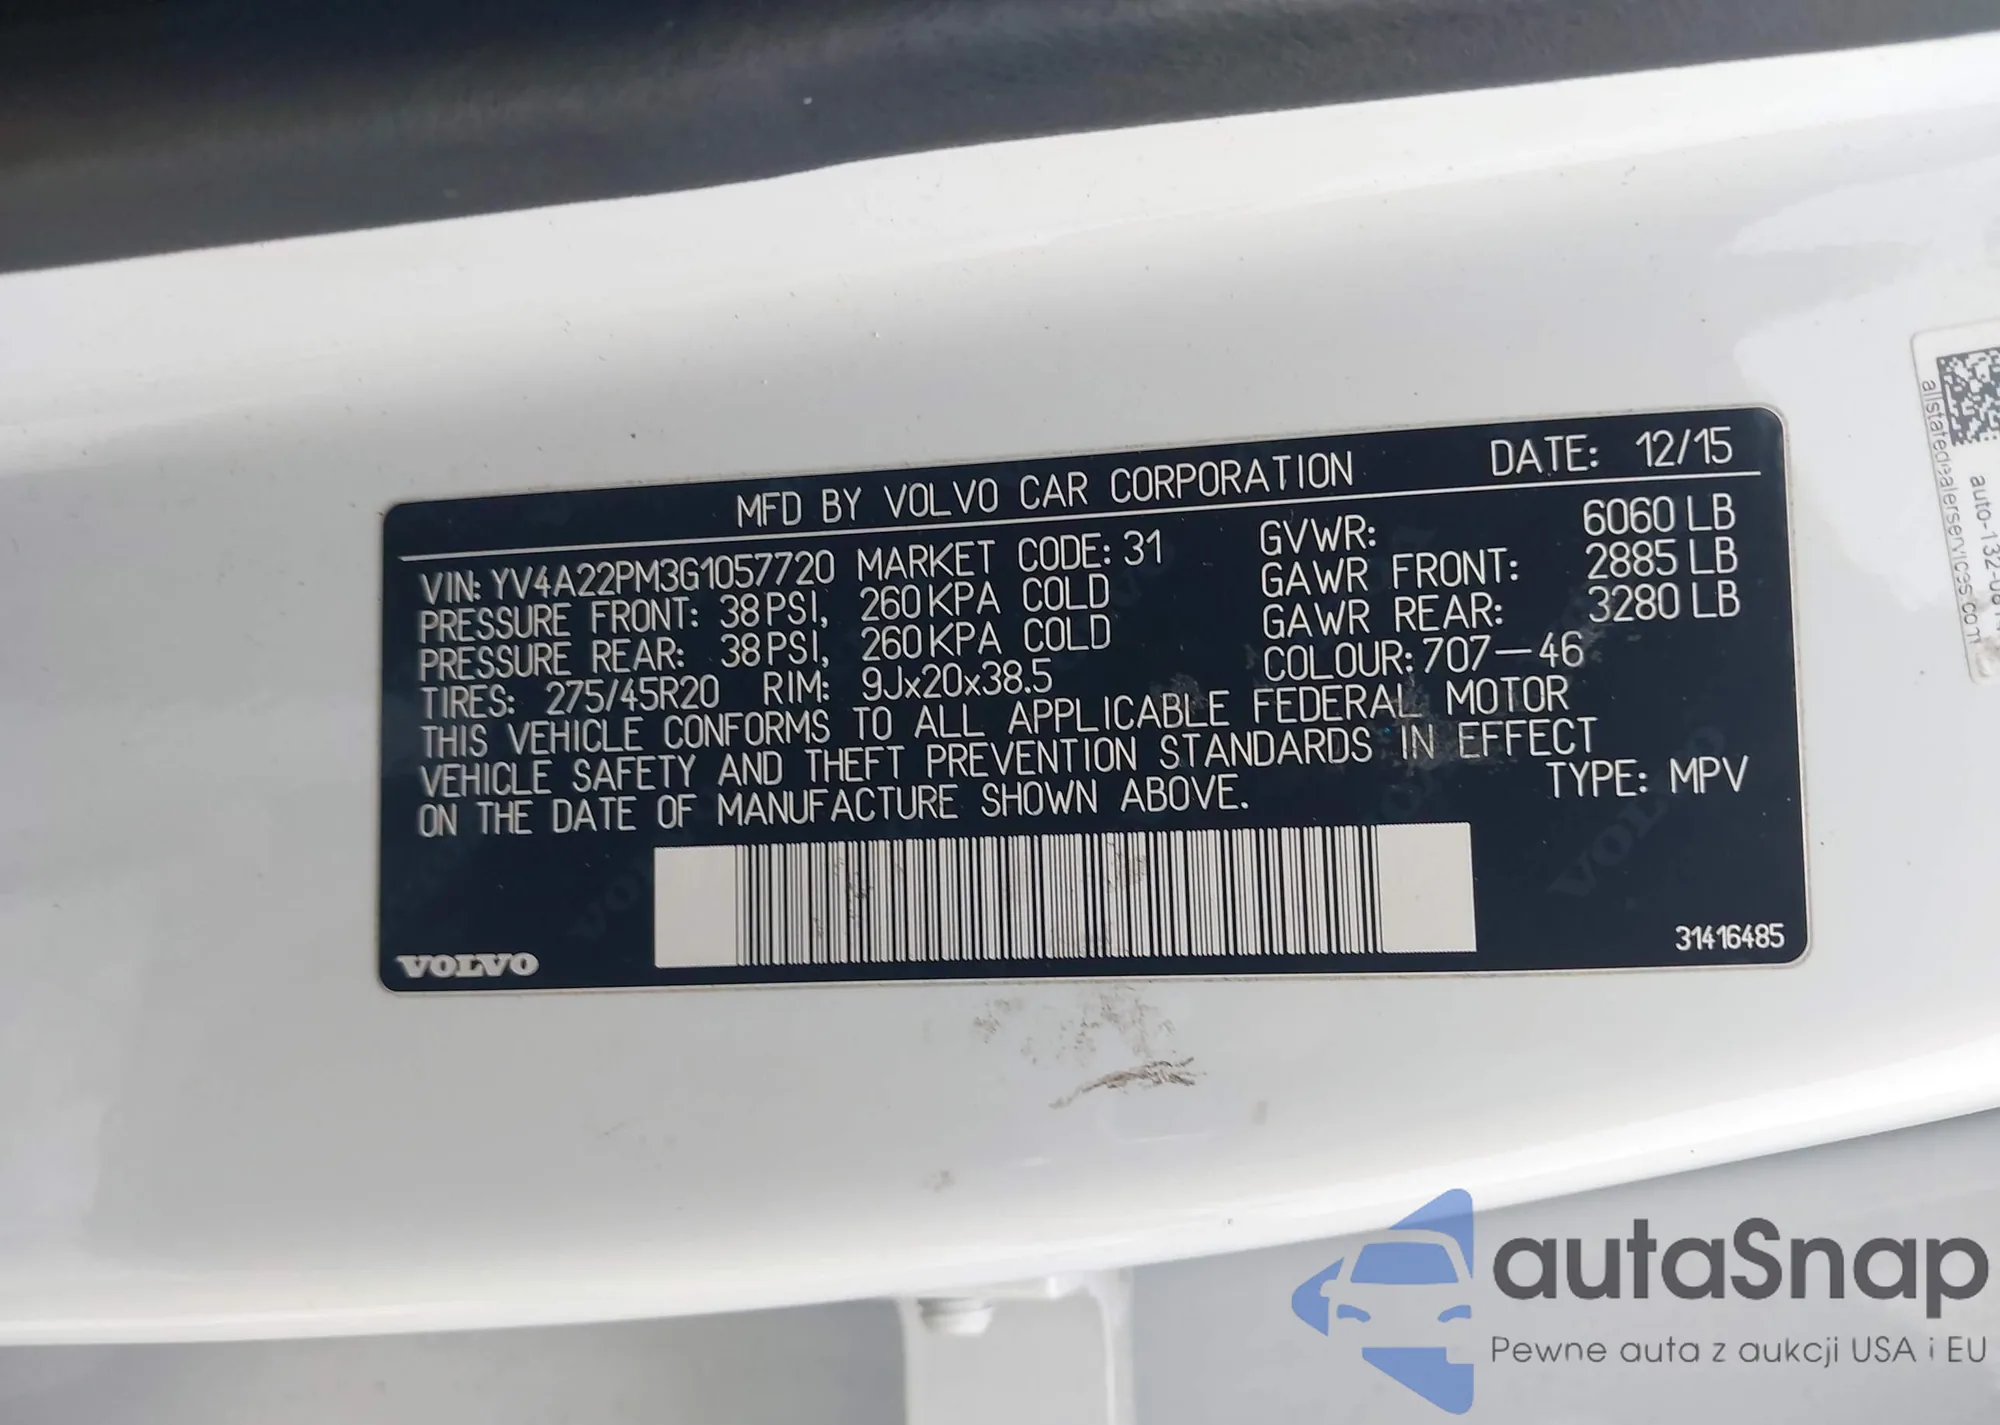 MFD BY VOLVO CAR CORPORATION DATE: 12/15
VIN: YV4A22PM3G1057720 MARKET CODE: 31 GVWR: 6060 LB
PRESSURE FRONT: 38 PSI, 260 KPA COLD GAWR FRONT: 2885 LB
PRESSURE REAR: 38 PSI, 260 KPA COLD GAWR REAR: 3280 LB
TIRES: 275/45R20 RIM: 9Jx20x38.5 COLOUR: 707-46
THIS VEHICLE CONFORMS TO ALL APPLICABLE FEDERAL MOTOR
VEHICLE SAFETY AND THEFT PREVENTION STANDARDS IN EFFECT
ON THE DATE OF MANUFACTURE SHOWN ABOVE. TYPE: MPV
VOLVO
31416485
allstatedealerservices.com
autaSnap
Pewne auta z aukcji USA i EU